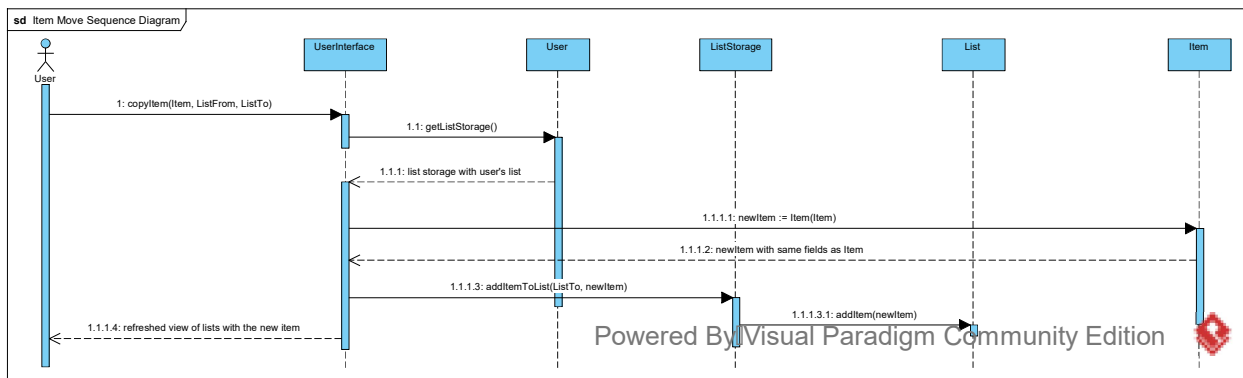 sd Item Move Sequence Diagram
UserInterface
User
ListStorage
List
Item
User
1: copyItem(Item, ListFrom, ListTo)
1.1: getListStorage()
1.1.1: list storage with user's list
1.1.1.1: newItem := Item(Item)
1.1.1.2: newItem with same fields as Item
1.1.1.3: addItemToList(ListTo, newItem)
1.1.1.3.1: addItem(newItem)
1.1.1.4: refreshed view of lists with the new item
Powered By Visual Paradigm Community Edition